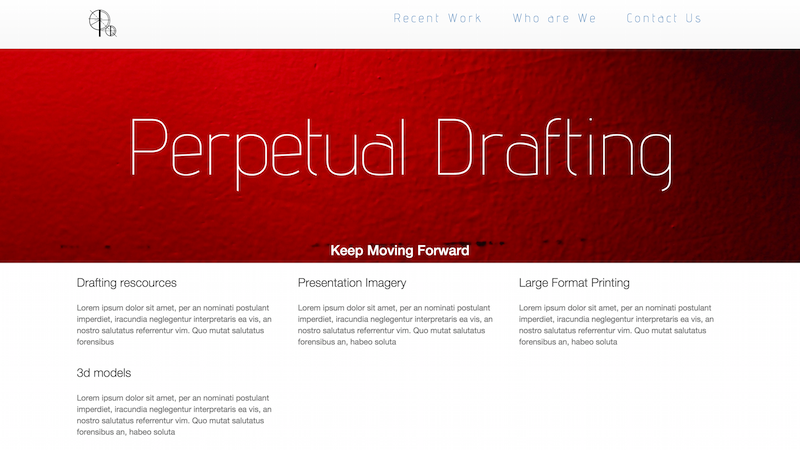 Recent Work
Who are We
Contact Us
Perpetual Drafting
Keep Moving Forward
Drafting rescources
Lorem ipsum dolor sit amet, per an nominati postulant
imperdiet, iracundia neglegentur interpretaris ea vis, an
nostro salutatus referrentur vim. Quo mutat salutatus
forensibus
Presentation Imagery
Lorem ipsum dolor sit amet, per an nominati postulant
imperdiet, iracundia neglegentur interpretaris ea vis, an
nostro salutatus referrentur vim. Quo mutat salutatus
forensibus an, habeo soluta
Large Format Printing
Lorem ipsum dolor sit amet, per an nominati postulant
imperdiet, iracundia neglegentur interpretaris ea vis, an
nostro salutatus referrentur vim. Quo mutat salutatus
forensibus an, habeo soluta
3d models
Lorem ipsum dolor sit amet, per an nominati postulant
imperdiet, iracundia neglegentur interpretaris ea vis, an
nostro salutatus referrentur vim. Quo mutat salutatus
forensibus an, habeo soluta